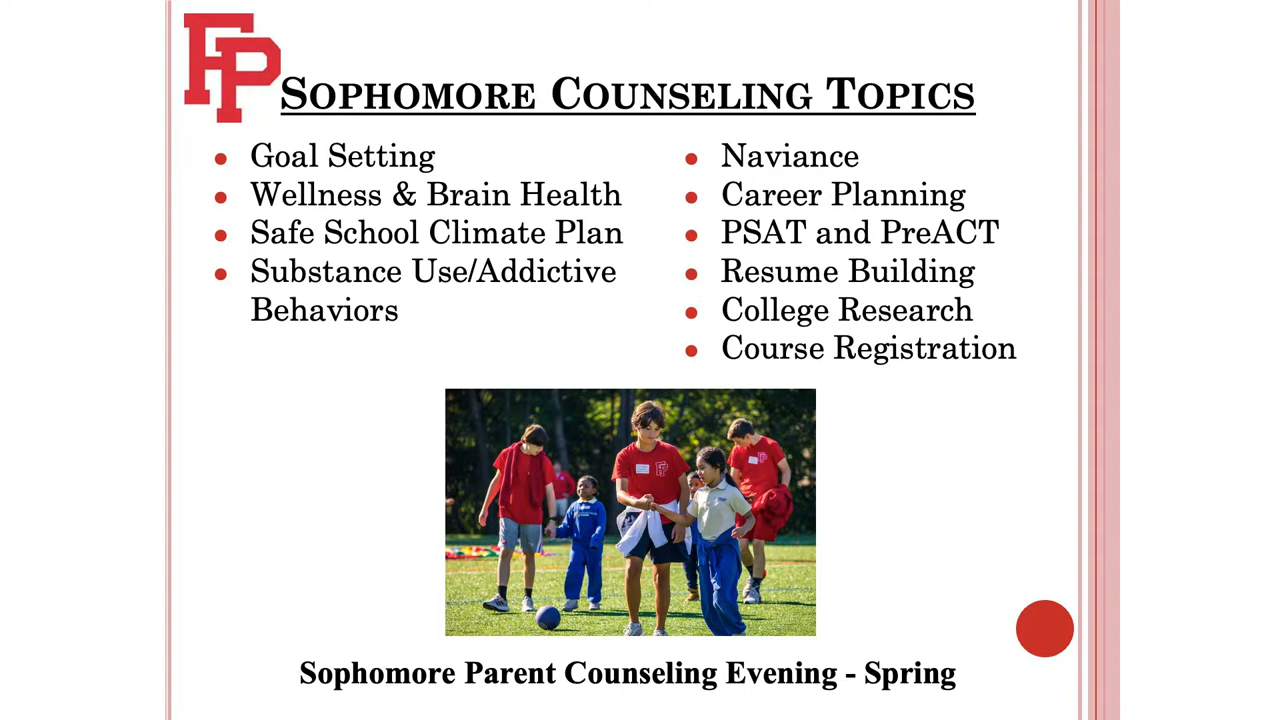 FP
SOPHOMORE COUNSELING TOPICS
Goal Setting
Wellness & Brain Health
Safe School Climate Plan
Substance Use/Addictive
Behaviors
Naviance
Career Planning
PSAT and PreACT
Resume Building
College Research
Course Registration
FP
Sophomore Parent Counseling Evening - Spring